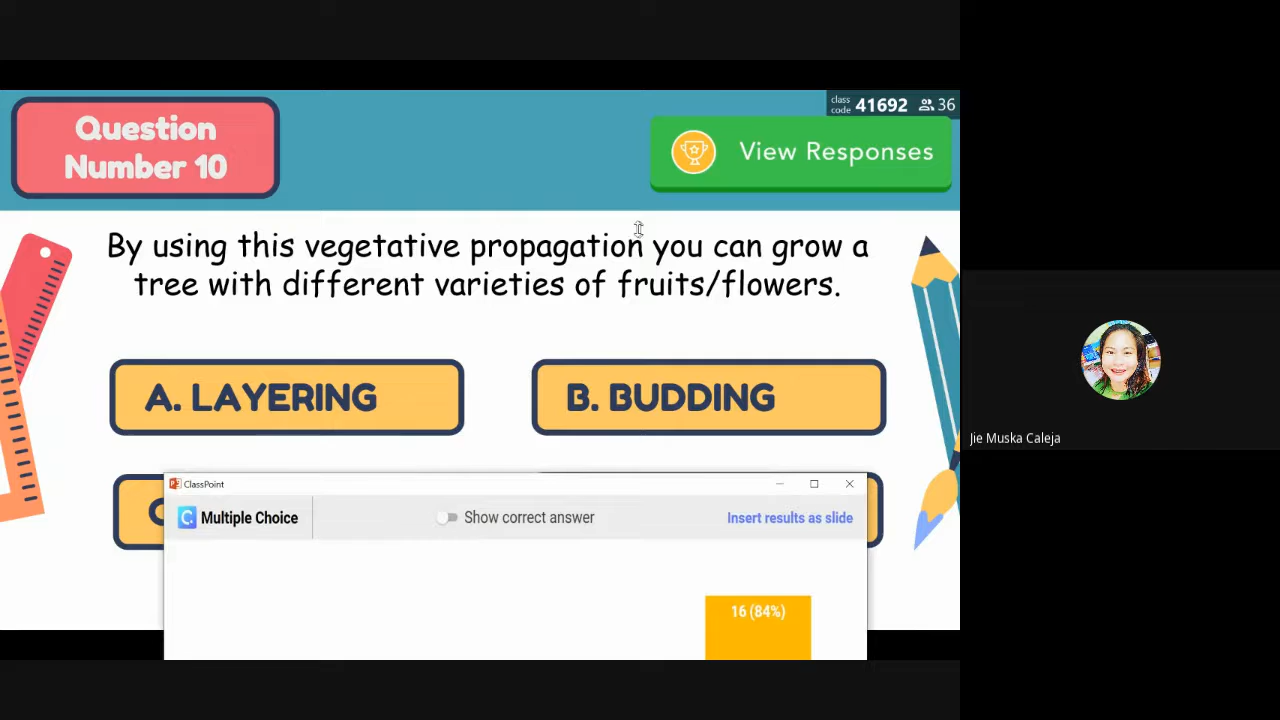 class code 41692 36
Question
Number 10
View Responses
By using this vegetative propagation you can grow a
tree with different varieties of fruits/flowers.
A. LAYERING
B. BUDDING
ClassPoint
C. Multiple Choice
Show correct answer
Insert results as slide
16 (84%)
Jie Muska Caleja